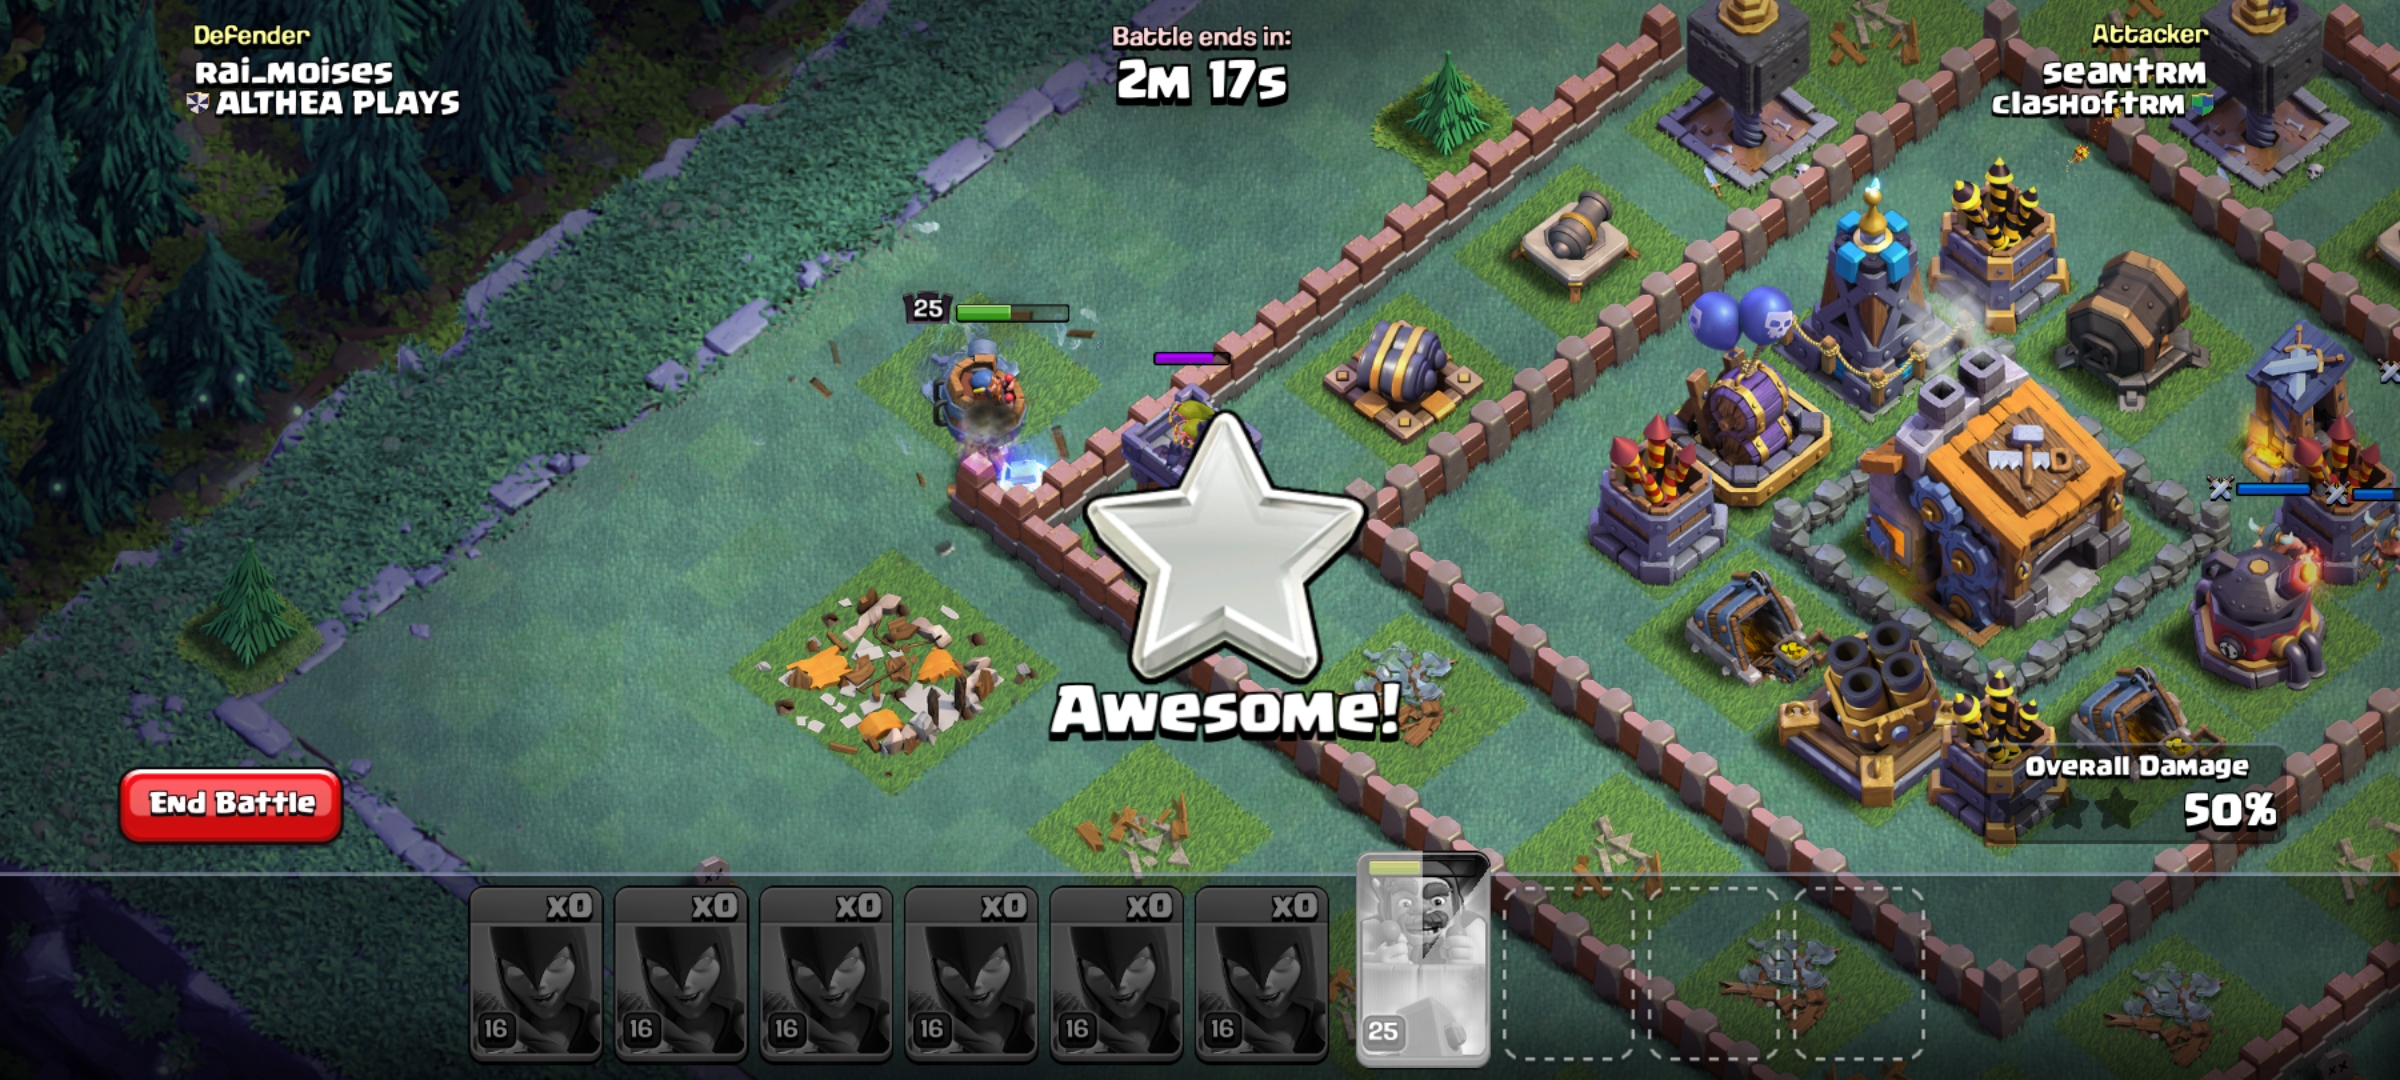 Defender
Rai_Moises
ALTHEA PLAYS
Battle ends in:
2M 17s
Attacker
seantRM
clashoftRM
25
Awesome!
End Battle
Overall Damage
50%
x0
x0
x0
x0
x0
x0
16
16
16
16
16
16
25